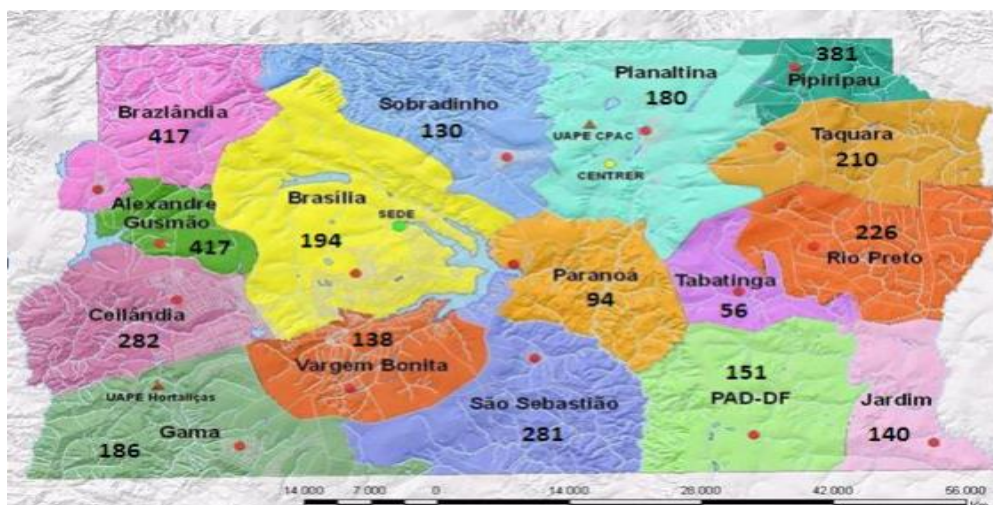 381
Pipiripau
Planaltina
180
Sobradinho
130
Brazlândia
417
UAPE CPAC
CENTRER
Taquara
210
Alexandre
Gusmão
417
Brasília
SEDE
194
226
Rio Preto
Paranoá
94
Tabatinga
56
Ceilândia
282
138
Vargem Bonita
UAPE Hortaliças
Gama
186
São Sebastião
281
151
PAD-DF
Jardim
140
14.000 7.000 0 14.000 28.000 42.000 56.000